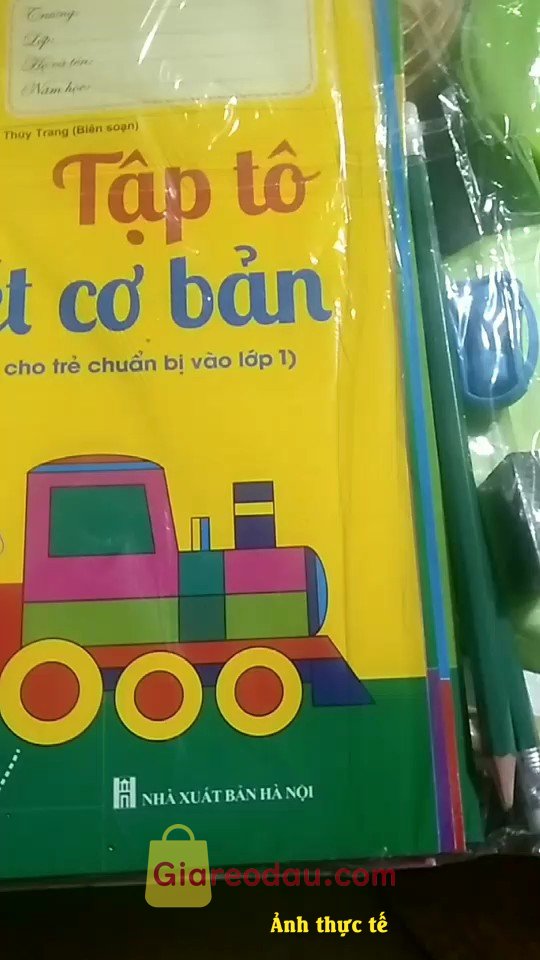 Trường:
Lớp:
Họ và tên:
Năm học:
Thùy Trang (Biên soạn)
Tập tô
ét cơ bản
cho trẻ chuẩn bị vào lớp 1)
NHÀ XUẤT BẢN HÀ NỘI
Giareodau.com
Ảnh thực tế